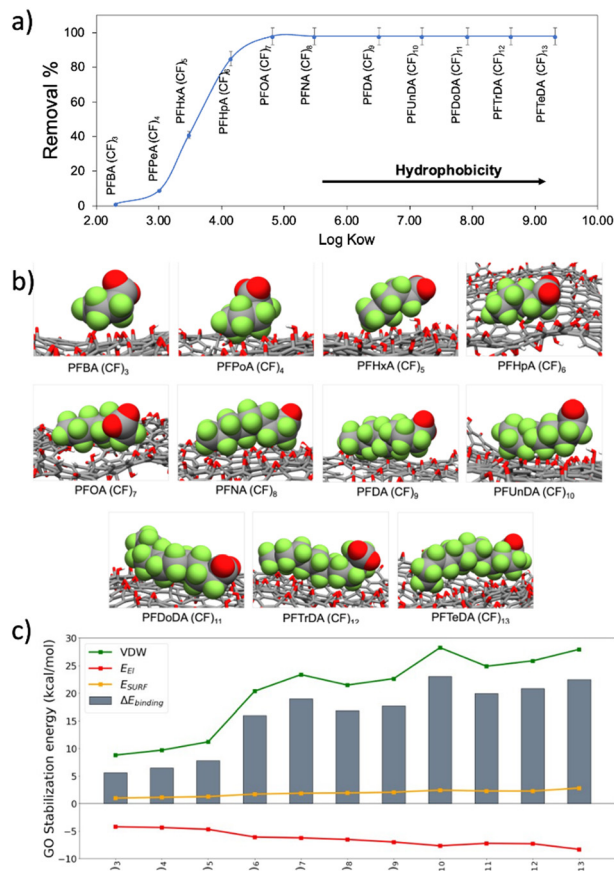 a)
Removal %
100
80
60
40
20
0
PFBA (CF)3
PFPeA (CF)4
PFHxA (CF)5
PFHpA (CF)6
PFOA (CF)7
PFNA (CF)8
PFDA (CF)9
PFUnDA (CF)10
PFDoDA (CF)11
PFTrDA (CF)12
PFTeDA (CF)13
Hydrophobicity
2.00 3.00 4.00 5.00 6.00 7.00 8.00 9.00 10.00
Log Kow
b)
PFBA (CF)3
PFPoA (CF)4
PFHxA (CF)5
PFHpA (CF)6
PFOA (CF)7
PFNA (CF)8
PFDA (CF)9
PFUnDA (CF)10
PFDoDA (CF)11
PFTrDA (CF)12
PFTeDA (CF)13
c)
GO Stabilization energy (kcal/mol)
30
25
20
15
10
5
0
−5
−10
VDW
EEl
ESURF
ΔEbinding
)3 )4 )5 )6 )7 )8 )9 10 11 12 13